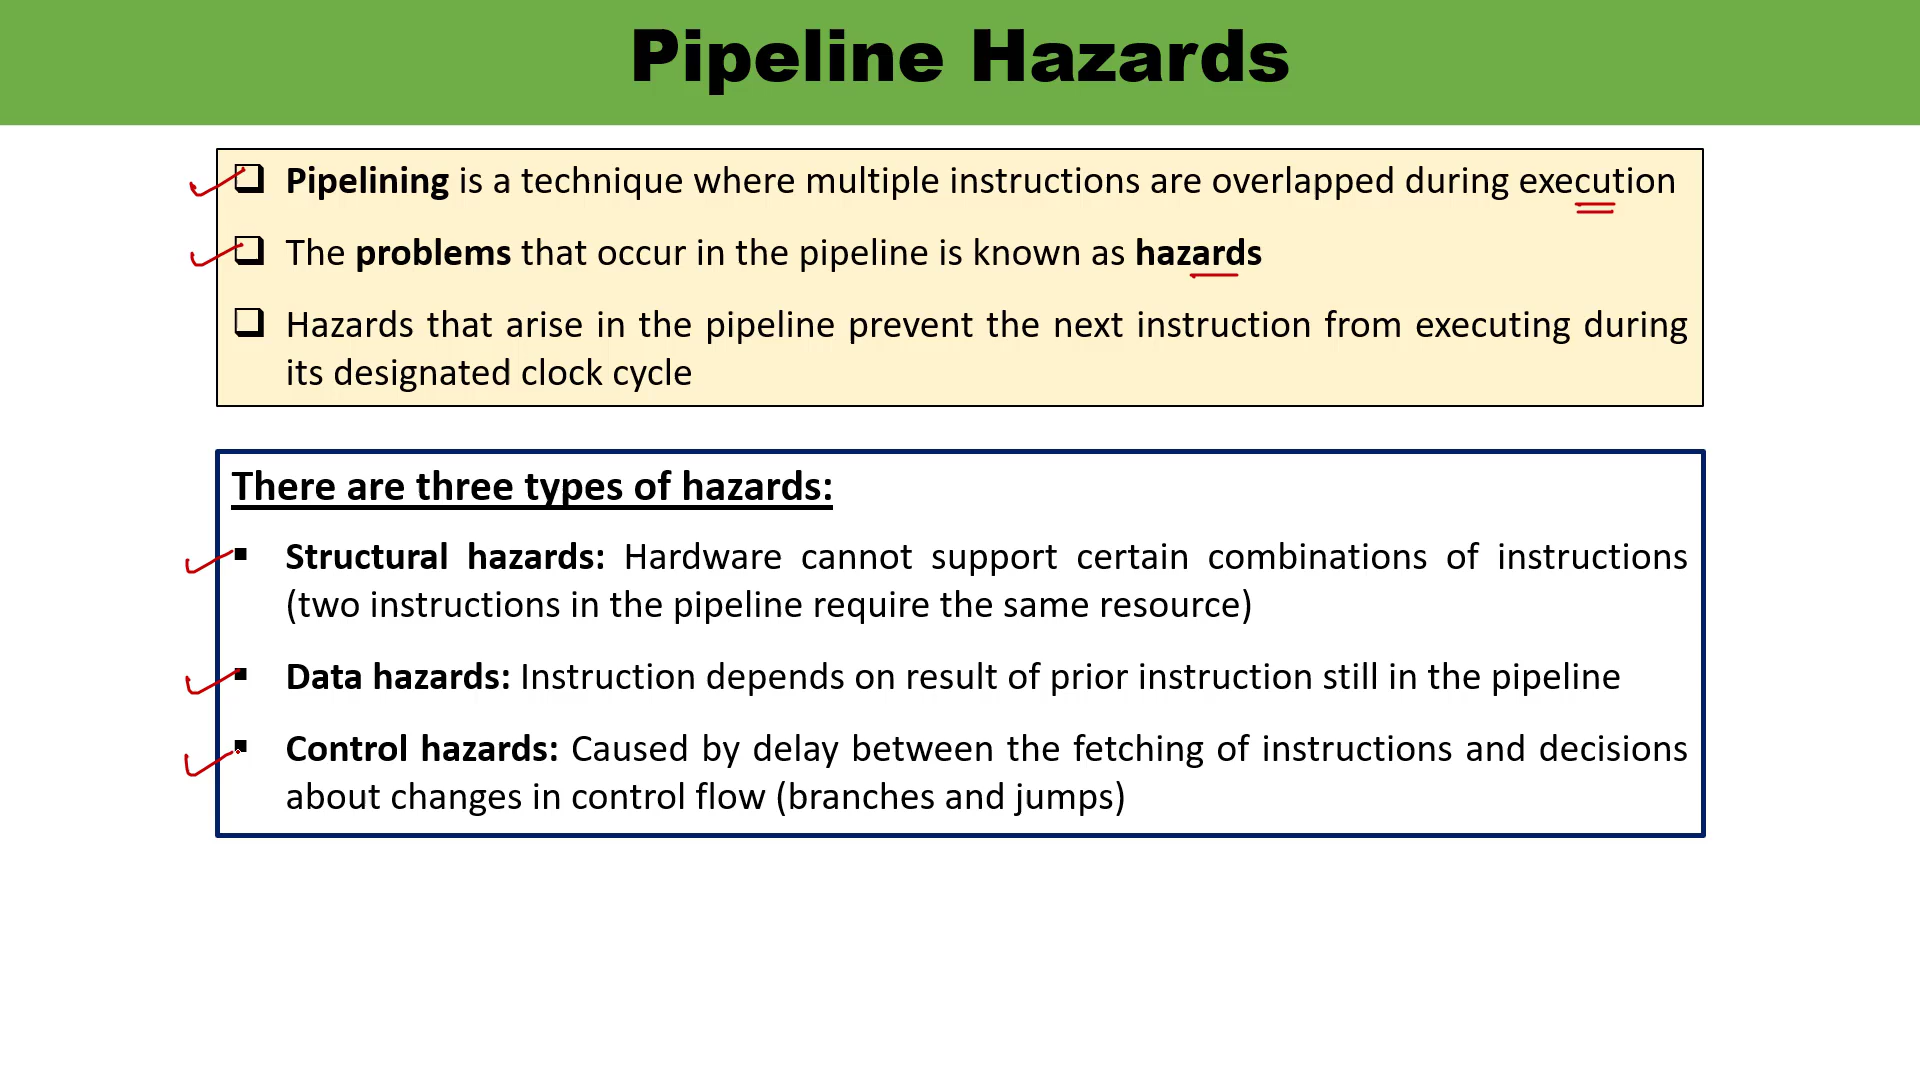 Pipeline Hazards
Pipelining is a technique where multiple instructions are overlapped during execution
The problems that occur in the pipeline is known as hazards
Hazards that arise in the pipeline prevent the next instruction from executing during
its designated clock cycle
There are three types of hazards:
Structural hazards: Hardware cannot support certain combinations of instructions
(two instructions in the pipeline require the same resource)
Data hazards: Instruction depends on result of prior instruction still in the pipeline
Control hazards: Caused by delay between the fetching of instructions and decisions
about changes in control flow (branches and jumps)